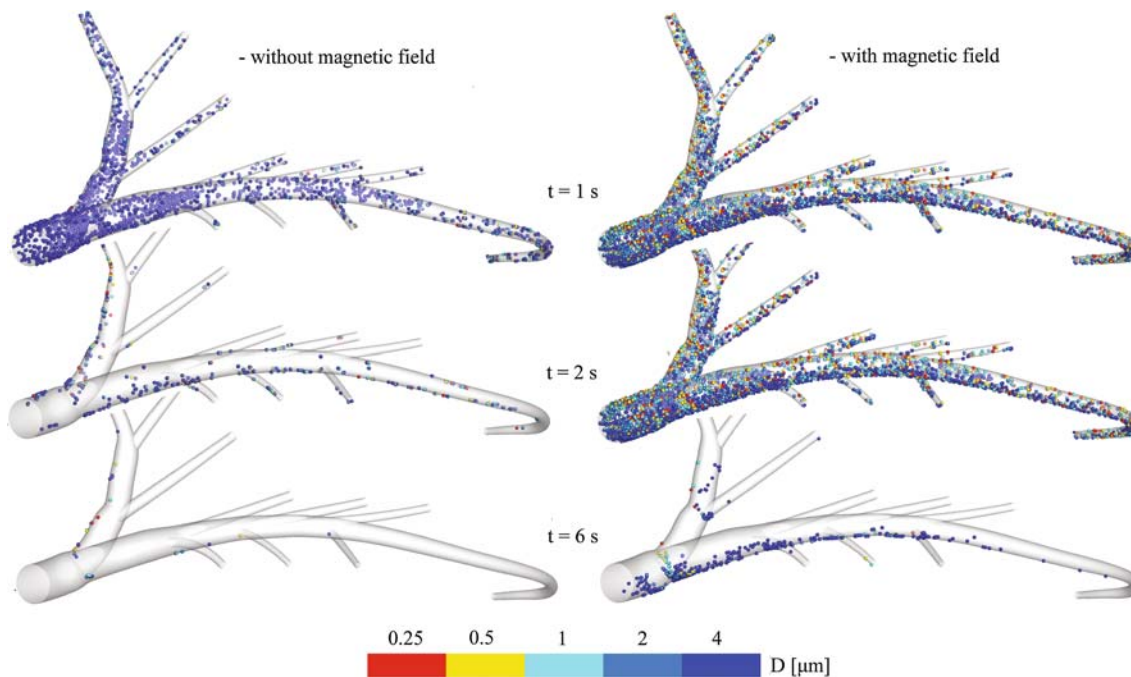 - without magnetic field
- with magnetic field
t = 1 s
t = 2 s
t = 6 s
0.25 0.5 1 2 4
D [μm]